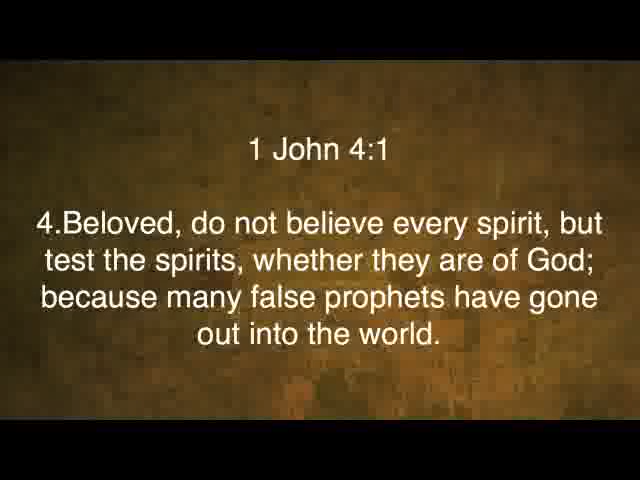 1 John 4:1
4.Beloved, do not believe every spirit, but
test the spirits, whether they are of God;
because many false prophets have gone
out into the world.